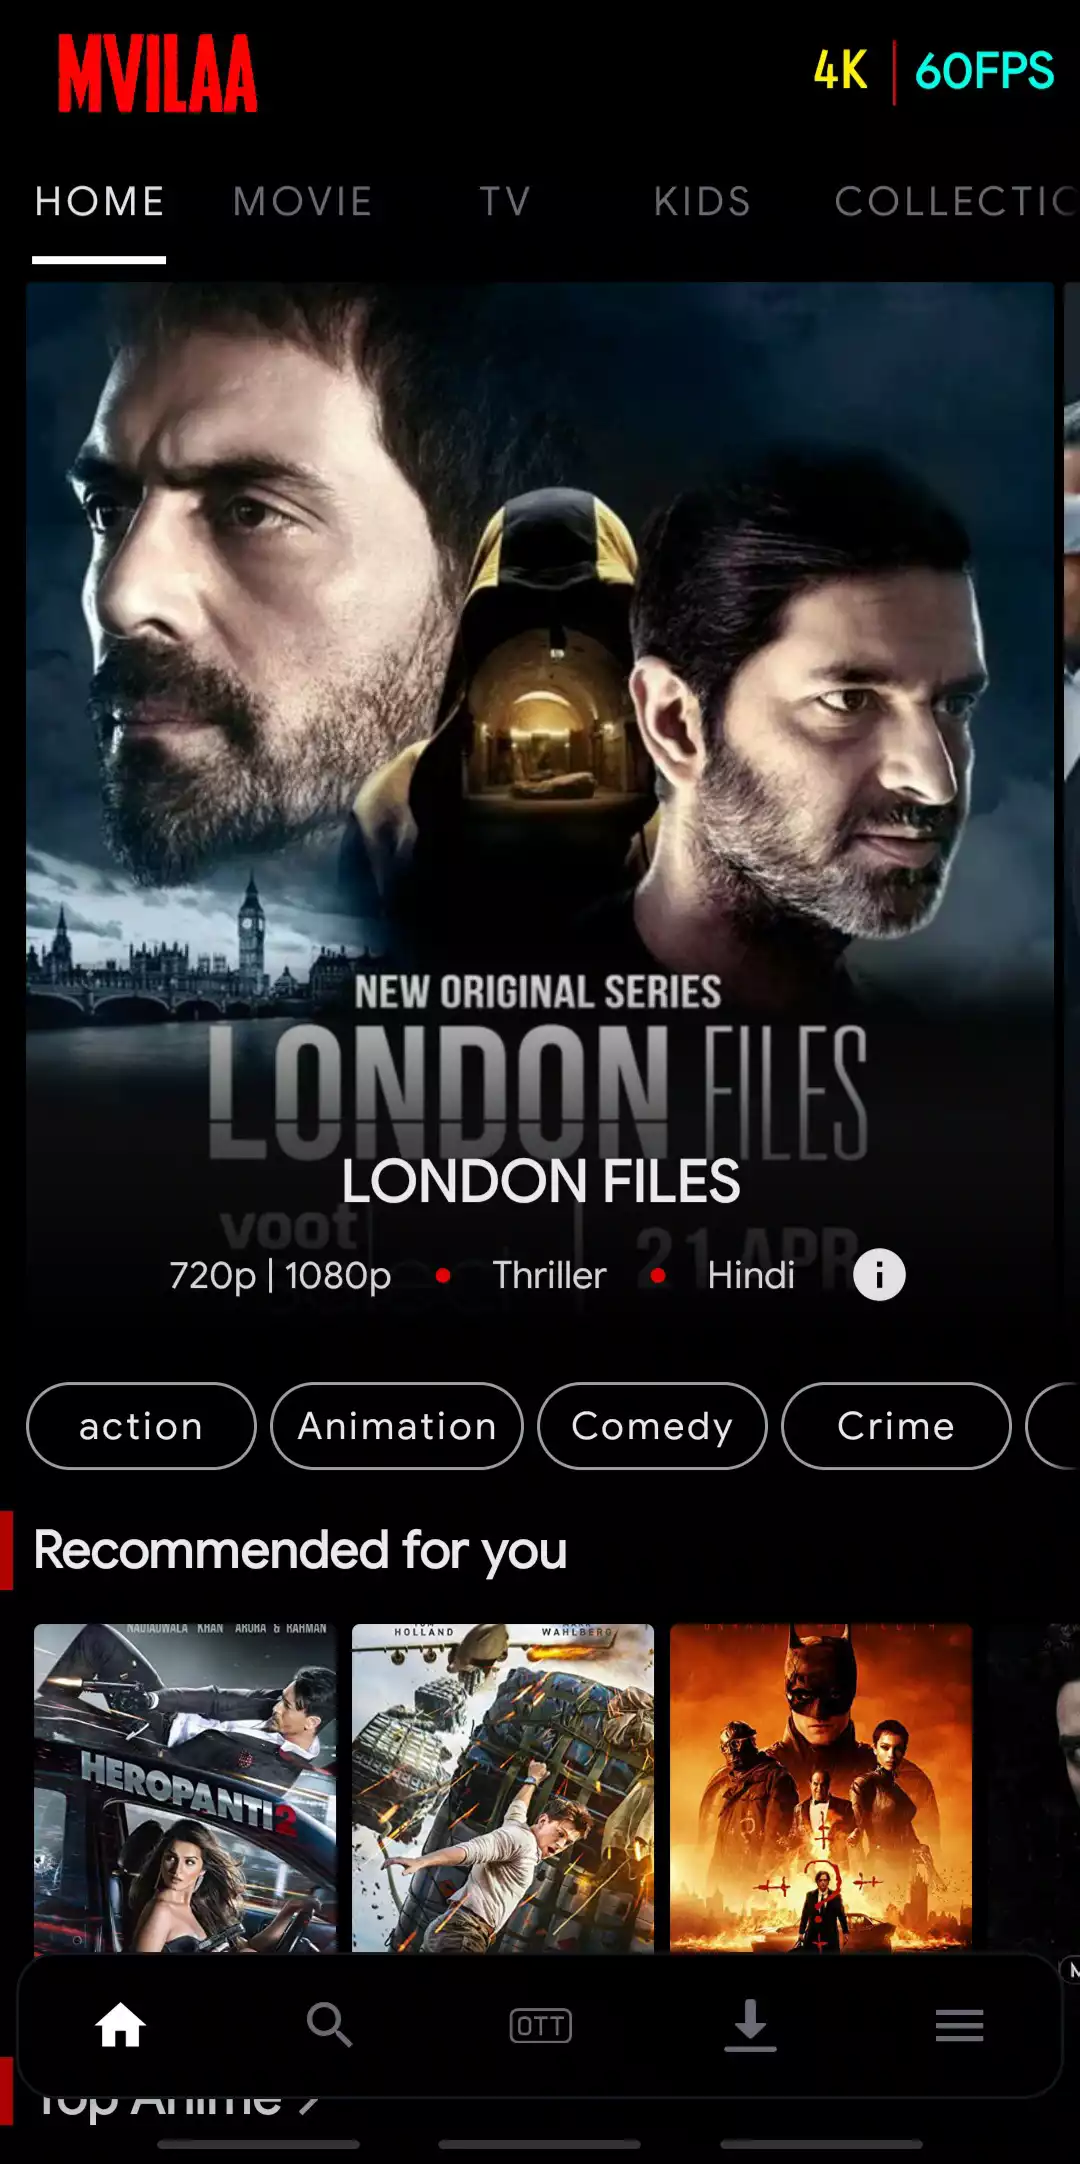 MVILAA
4K | 60FPS
HOME MOVIE TV KIDS COLLECTIO
NEW ORIGINAL SERIES
LONDON FILES
LONDON FILES
voot
21 APR
720p | 1080p • Thriller • Hindi
action Animation Comedy Crime
Recommended for you
NADIADWALA KHAN ARORA & RAHMAN
HOLLAND WAHLBERG
HEROPANTI 2
OTT
Top Anime